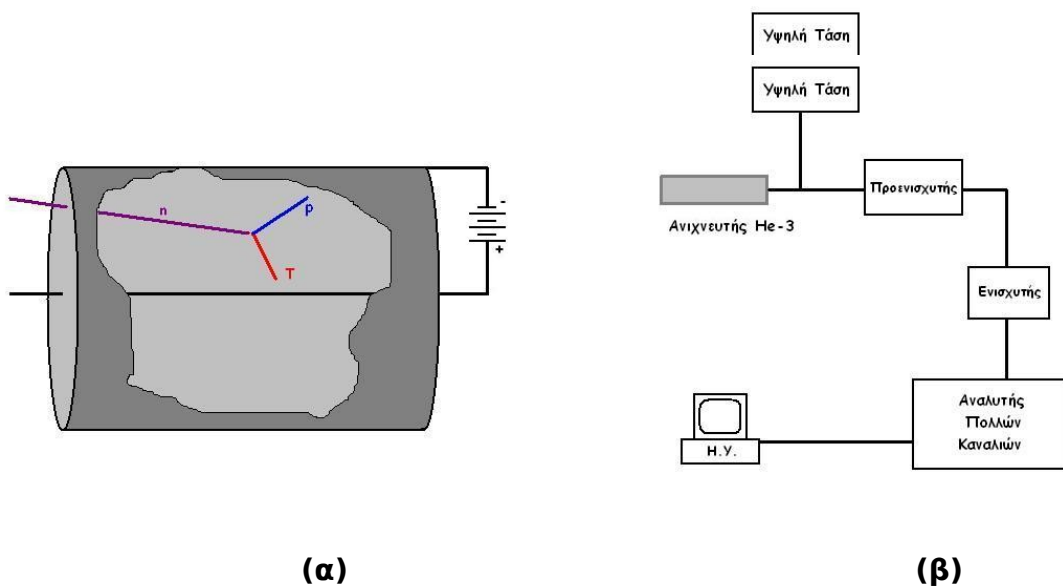 n
p
T
-
+
(α)
Υψηλή Τάση
Υψηλή Τάση
Προενισχυτής
Ανιχνευτής He-3
Ενισχυτής
Αναλυτής
Πολλών
Καναλιών
Η.Υ.
(β)